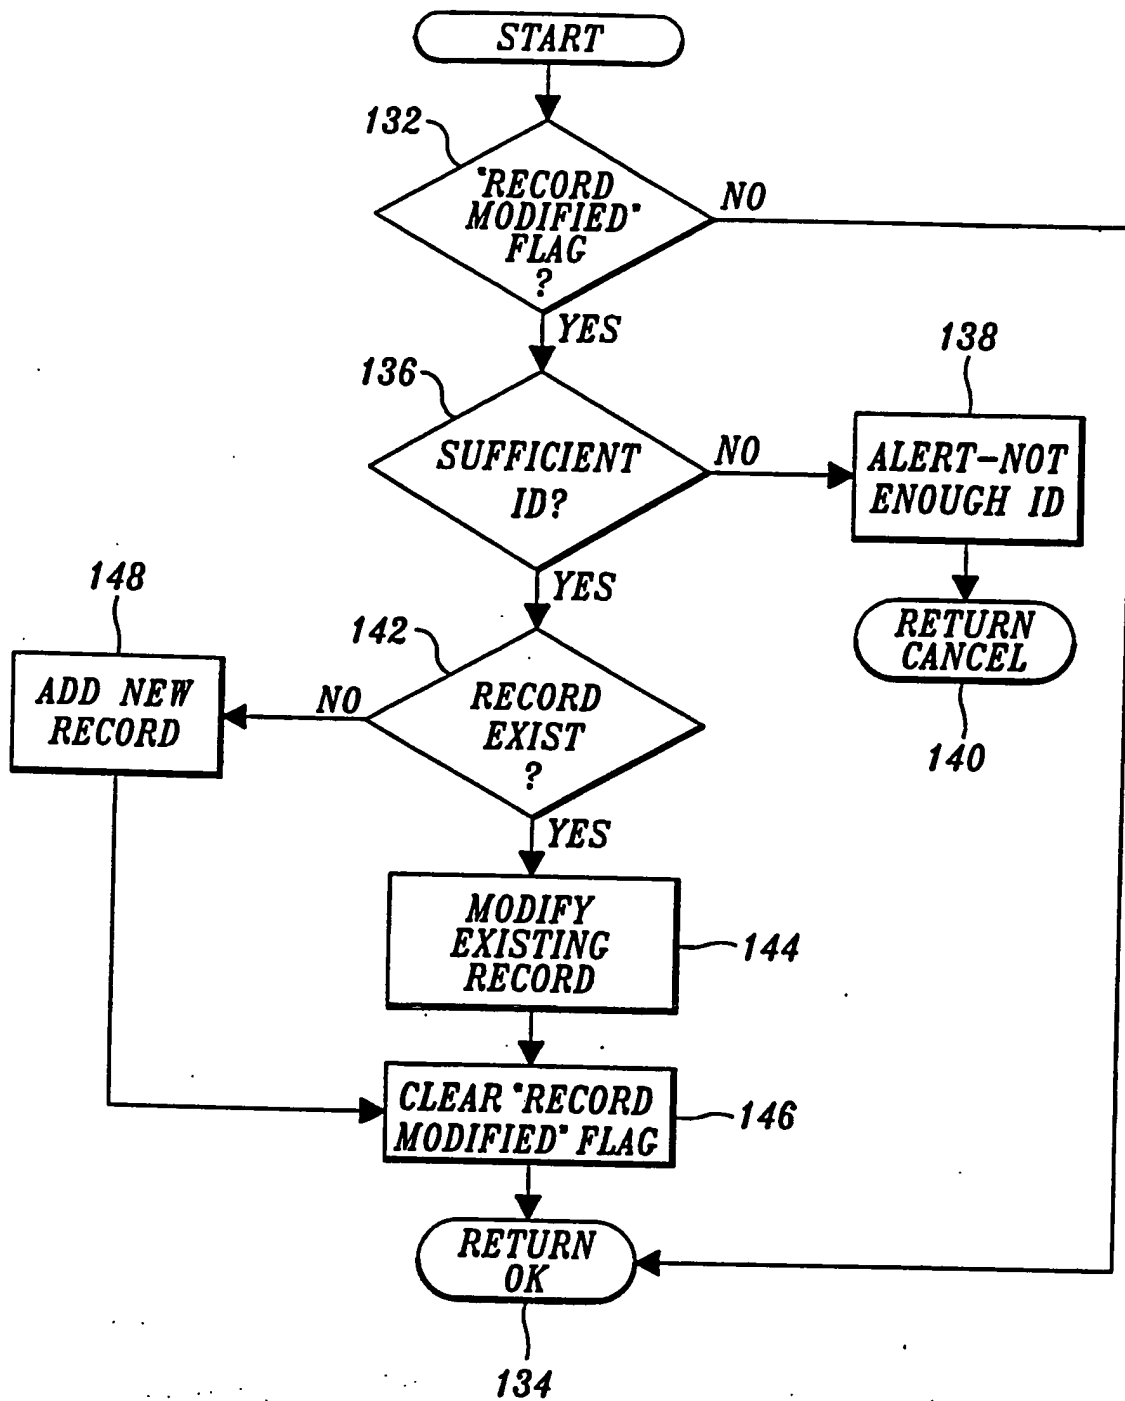 START
132
"RECORD
MODIFIED"
FLAG
?
NO
YES
136
SUFFICIENT
ID?
NO
138
ALERT-NOT
ENOUGH ID
YES
RETURN
CANCEL
140
148
ADD NEW
RECORD
142
NO
RECORD
EXIST
?
YES
MODIFY
EXISTING
RECORD
144
CLEAR "RECORD
MODIFIED" FLAG
146
RETURN
OK
134